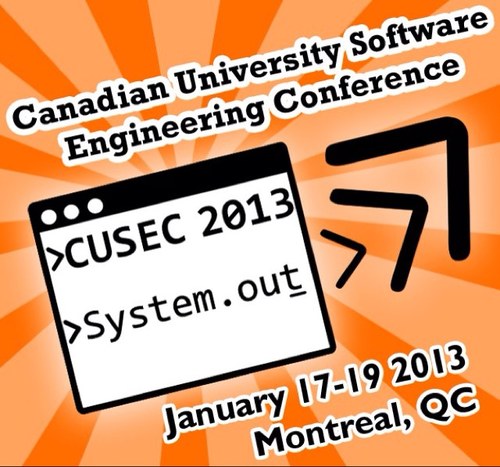 Canadian University Software
Engineering Conference
>CUSEC 2013
>System.out
January 17-19 2013
Montreal, QC